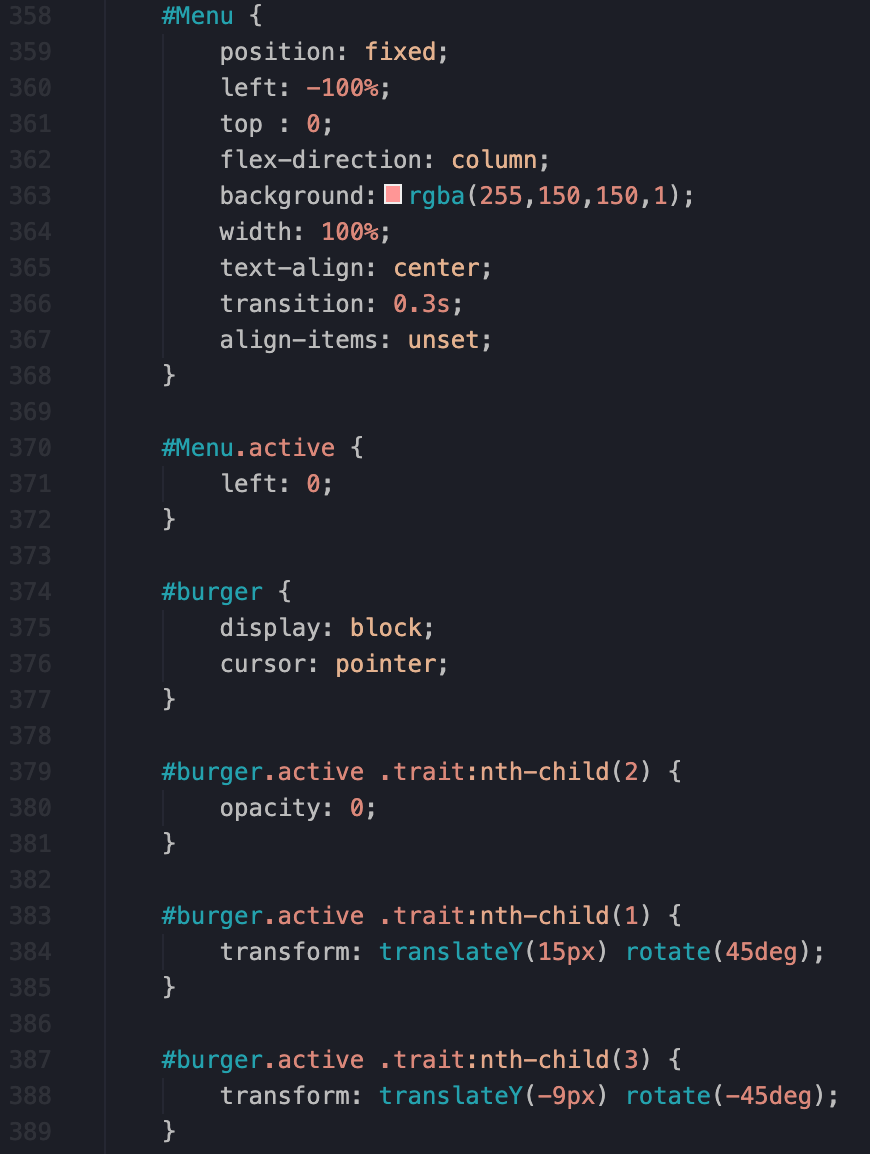 358 #Menu {
359 position: fixed;
360 left: -100%;
361 top : 0;
362 flex-direction: column;
363 background: rgba(255,150,150,1);
364 width: 100%;
365 text-align: center;
366 transition: 0.3s;
367 align-items: unset;
368 }
369
370 #Menu.active {
371 left: 0;
372 }
373
374 #burger {
375 display: block;
376 cursor: pointer;
377 }
378
379 #burger.active .trait:nth-child(2) {
380 opacity: 0;
381 }
382
383 #burger.active .trait:nth-child(1) {
384 transform: translateY(15px) rotate(45deg);
385 }
386
387 #burger.active .trait:nth-child(3) {
388 transform: translateY(-9px) rotate(-45deg);
389 }